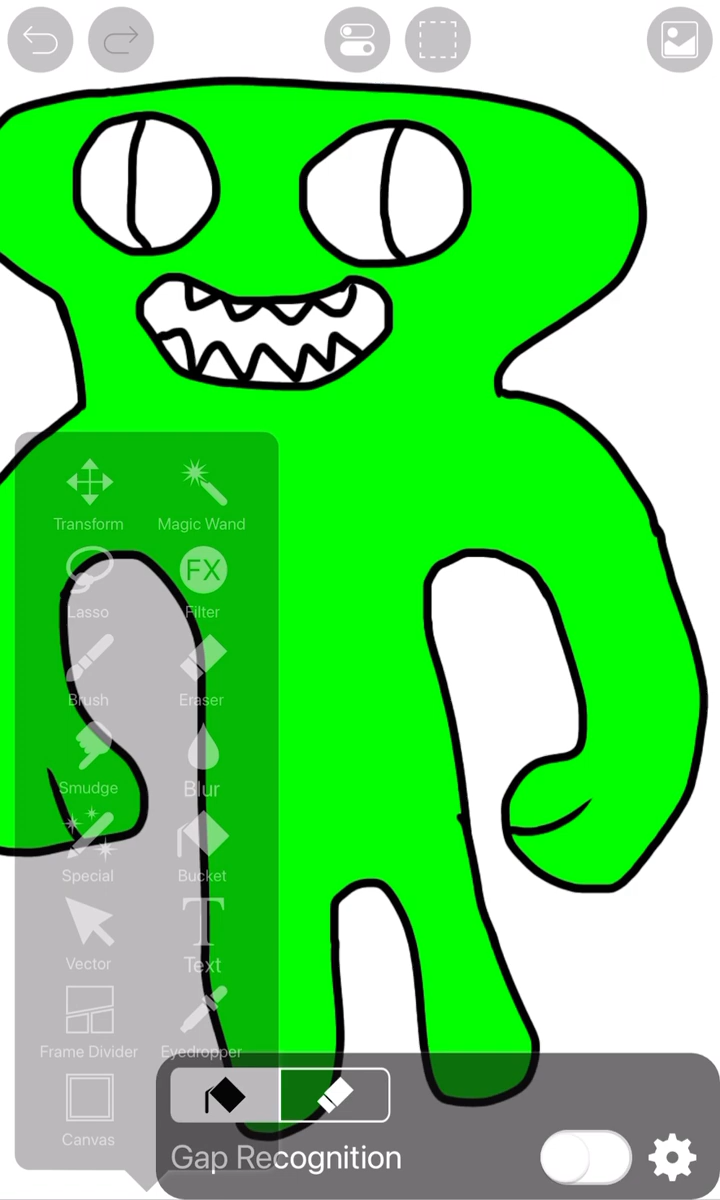 Transform Magic Wand
FX
Lasso Filter
Brush Eraser
Smudge Blur
Special Bucket
T
Vector Text
Frame Divider Eyedropper
Canvas
Gap Recognition